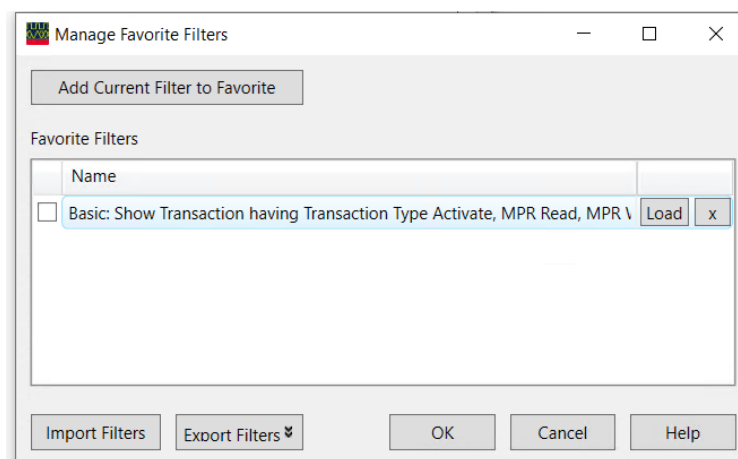 Manage Favorite Filters
Add Current Filter to Favorite
Favorite Filters
Name
Basic: Show Transaction having Transaction Type Activate, MPR Read, MPR Load x
Import Filters Export Filters OK Cancel Help